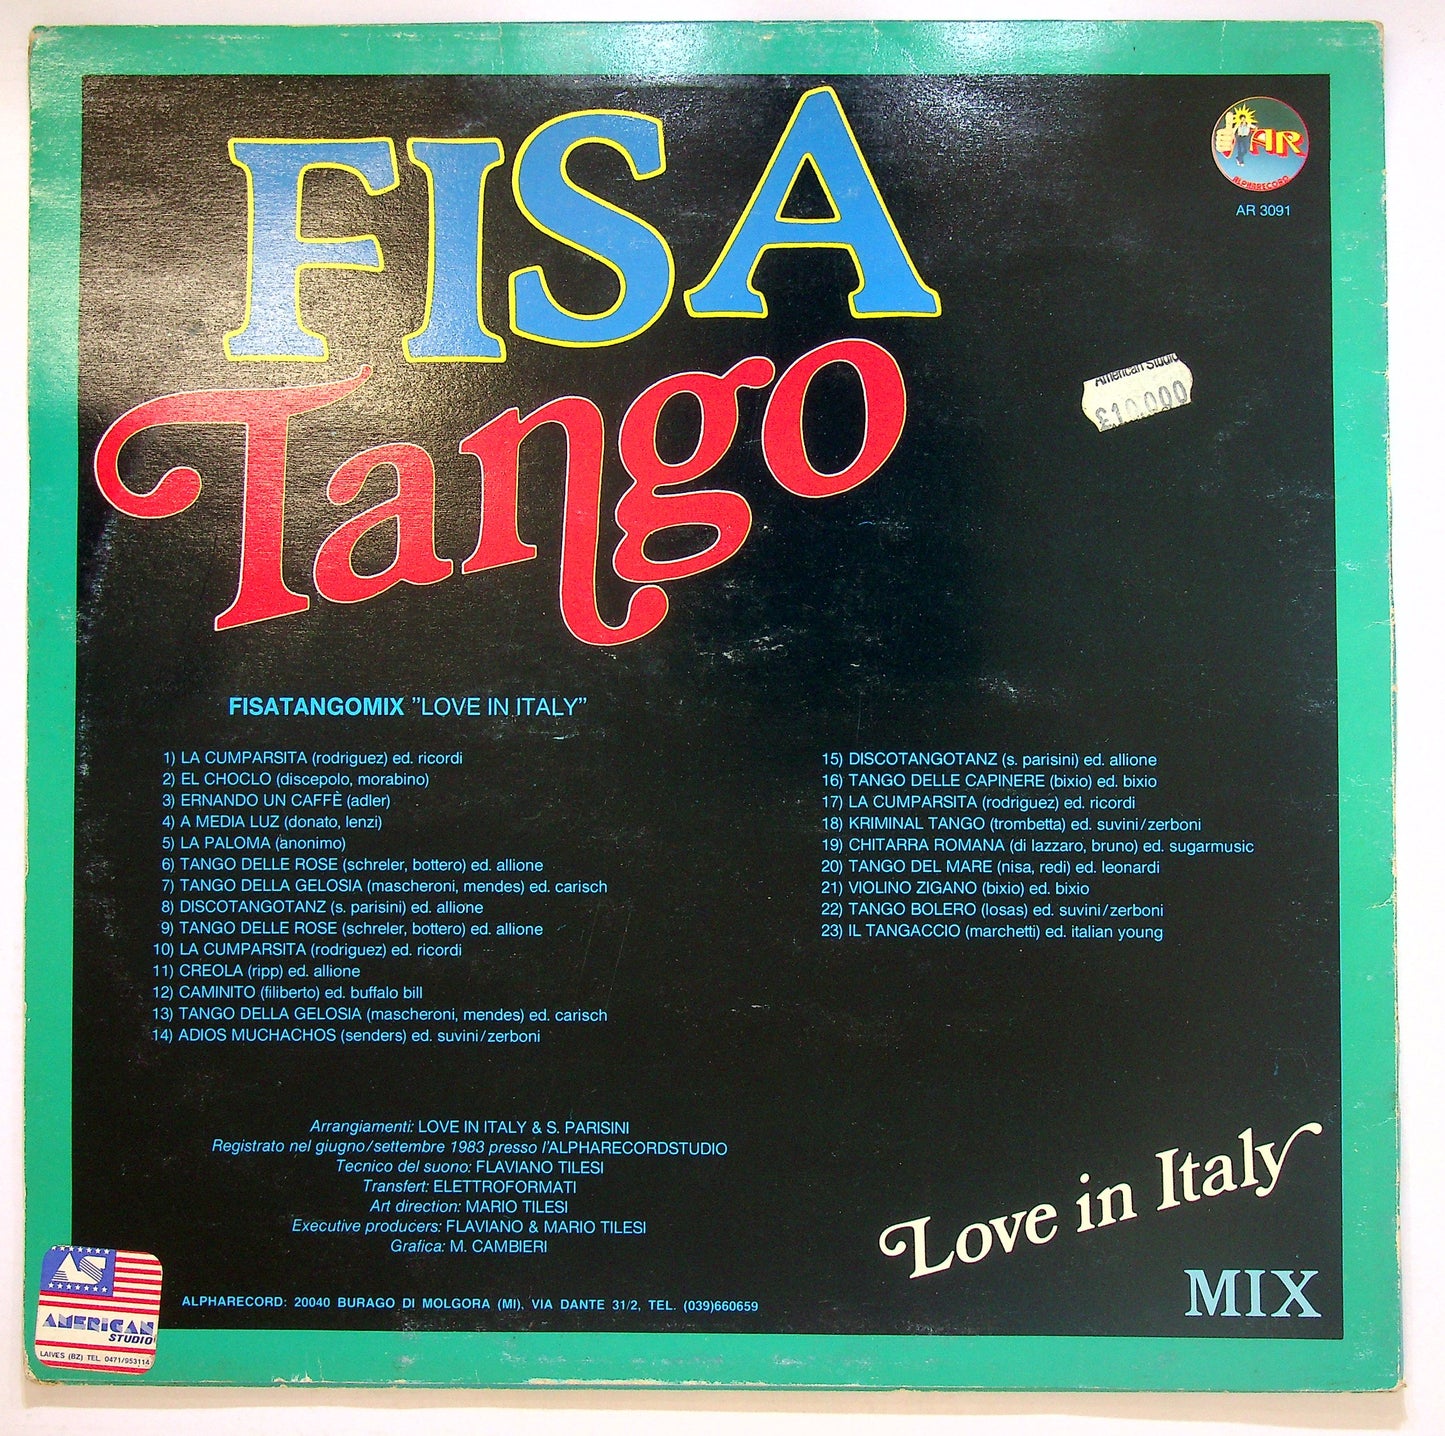 FISA
Tango
AR
ALPHARECORD
AR 3091
American Studio
£10.000
FISATANGOMIX ”LOVE IN ITALY”
1) LA CUMPARSITA (rodriguez) ed. ricordi
2) EL CHOCLO (discepolo, morabino)
3) ERNANDO UN CAFFÈ (adler)
4) A MEDIA LUZ (donato, lenzi)
5) LA PALOMA (anonimo)
6) TANGO DELLE ROSE (schreler, bottero) ed. allione
7) TANGO DELLA GELOSIA (mascheroni, mendes) ed. carisch
8) DISCOTANGOTANZ (s. parisini) ed. allione
9) TANGO DELLE ROSE (schreler, bottero) ed. allione
10) LA CUMPARSITA (rodriguez) ed. ricordi
11) CREOLA (ripp) ed. allione
12) CAMINITO (filiberto) ed. buffalo bill
13) TANGO DELLA GELOSIA (mascheroni, mendes) ed. carisch
14) ADIOS MUCHACHOS (senders) ed. suvini/zerboni
15) DISCOTANGOTANZ (s. parisini) ed. allione
16) TANGO DELLE CAPINERE (bixio) ed. bixio
17) LA CUMPARSITA (rodriguez) ed. ricordi
18) KRIMINAL TANGO (trombetta) ed. suvini/zerboni
19) CHITARRA ROMANA (di lazzaro, bruno) ed. sugarmusic
20) TANGO DEL MARE (nisa, redi) ed. leonardi
21) VIOLINO ZIGANO (bixio) ed. bixio
22) TANGO BOLERO (losas) ed. suvini/zerboni
23) IL TANGACCIO (marchetti) ed. italian young
Arrangiamenti: LOVE IN ITALY & S. PARISINI
Registrato nel giugno/settembre 1983 presso l'ALPHARECORDSTUDIO
Tecnico del suono: FLAVIANO TILESI
Transfert: ELETTROFORMATI
Art direction: MARIO TILESI
Executive producers: FLAVIANO & MARIO TILESI
Grafica: M. CAMBIERI
Love in Italy
MIX
ALPHARECORD: 20040 BURAGO DI MOLGORA (MI), VIA DANTE 31/2, TEL. (039)660659
AS
AMERICAN
STUDIO
LAIVES (BZ) TEL. 0471/953114